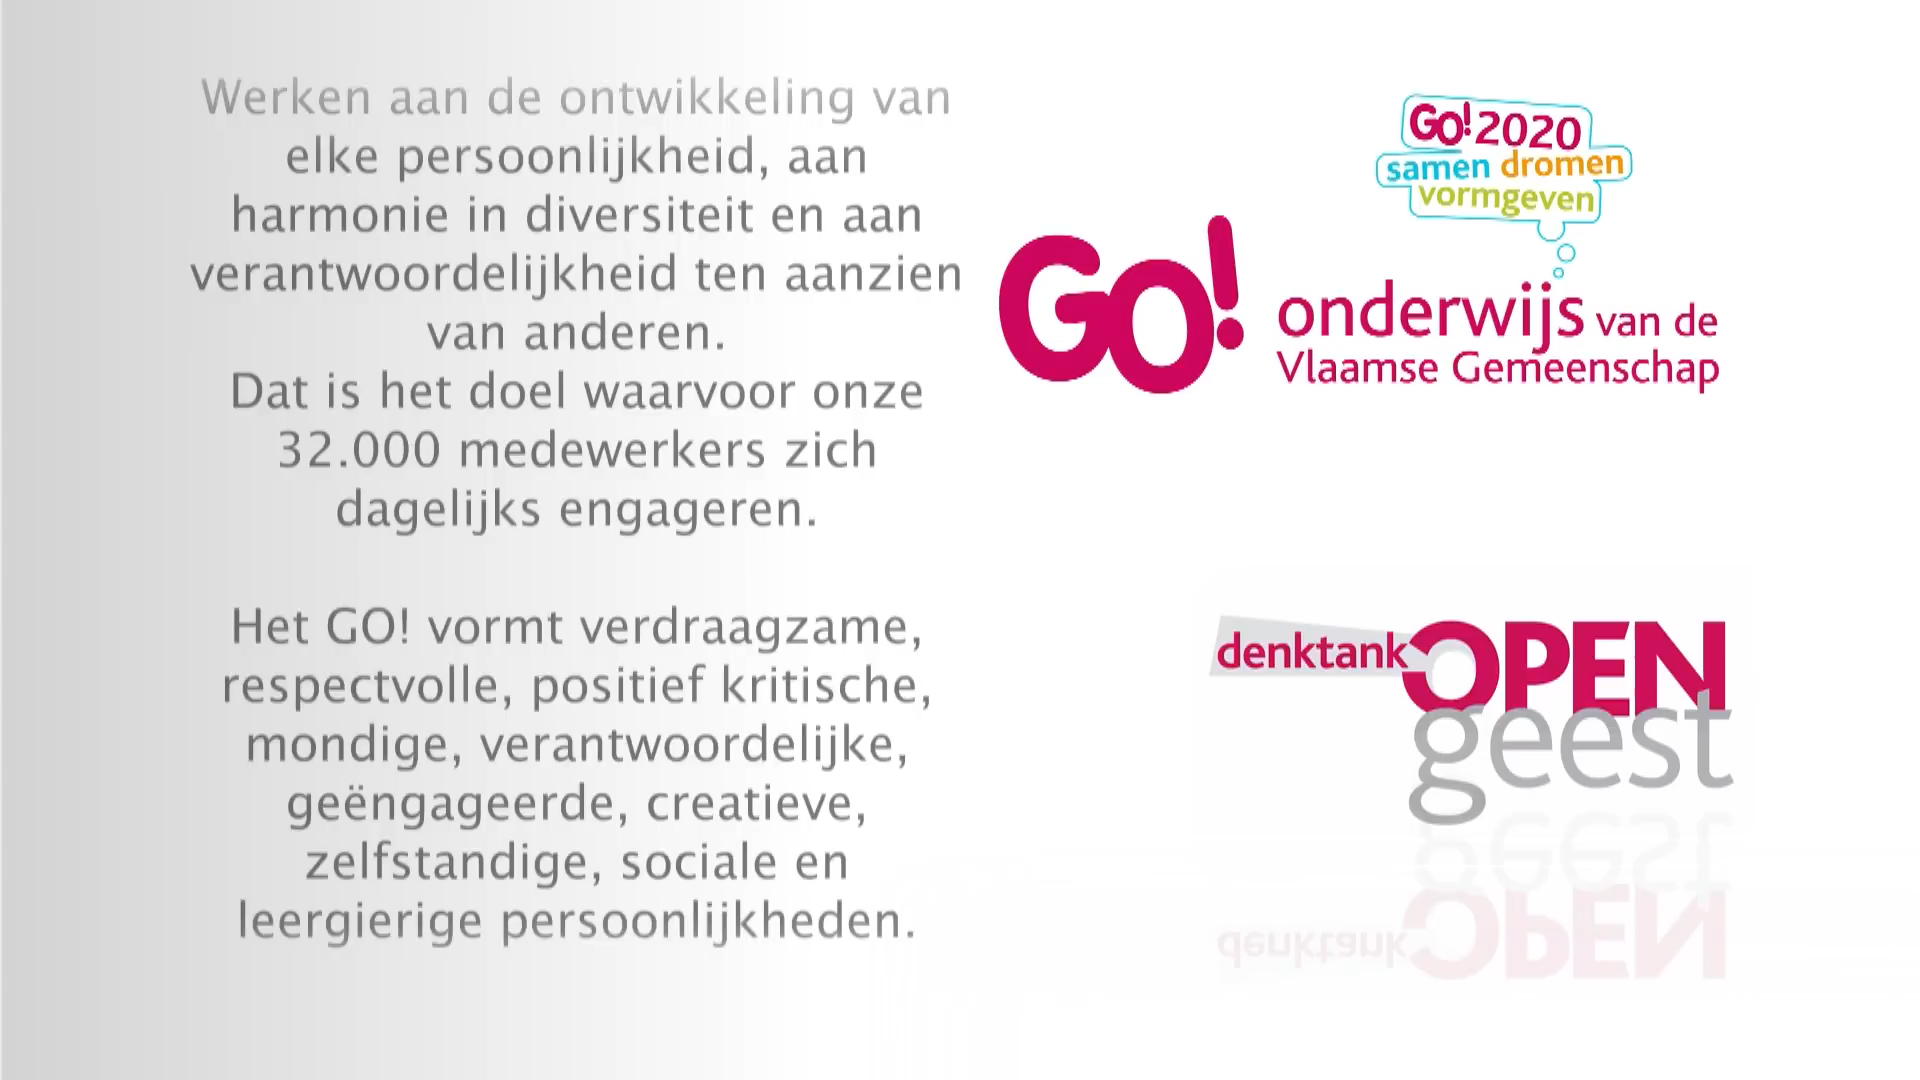 Werken aan de ontwikkeling van
elke persoonlijkheid, aan
harmonie in diversiteit en aan
verantwoordelijkheid ten aanzien
van anderen.
Dat is het doel waarvoor onze
32.000 medewerkers zich
dagelijks engageren.
Het GO! vormt verdraagzame,
respectvolle, positief kritische,
mondige, verantwoordelijke,
geëngageerde, creatieve,
zelfstandige, sociale en
leergierige persoonlijkheden.
GO! 2020
samen dromen
vormgeven
GO! onderwijs van de
Vlaamse Gemeenschap
denktank OPEN
geest